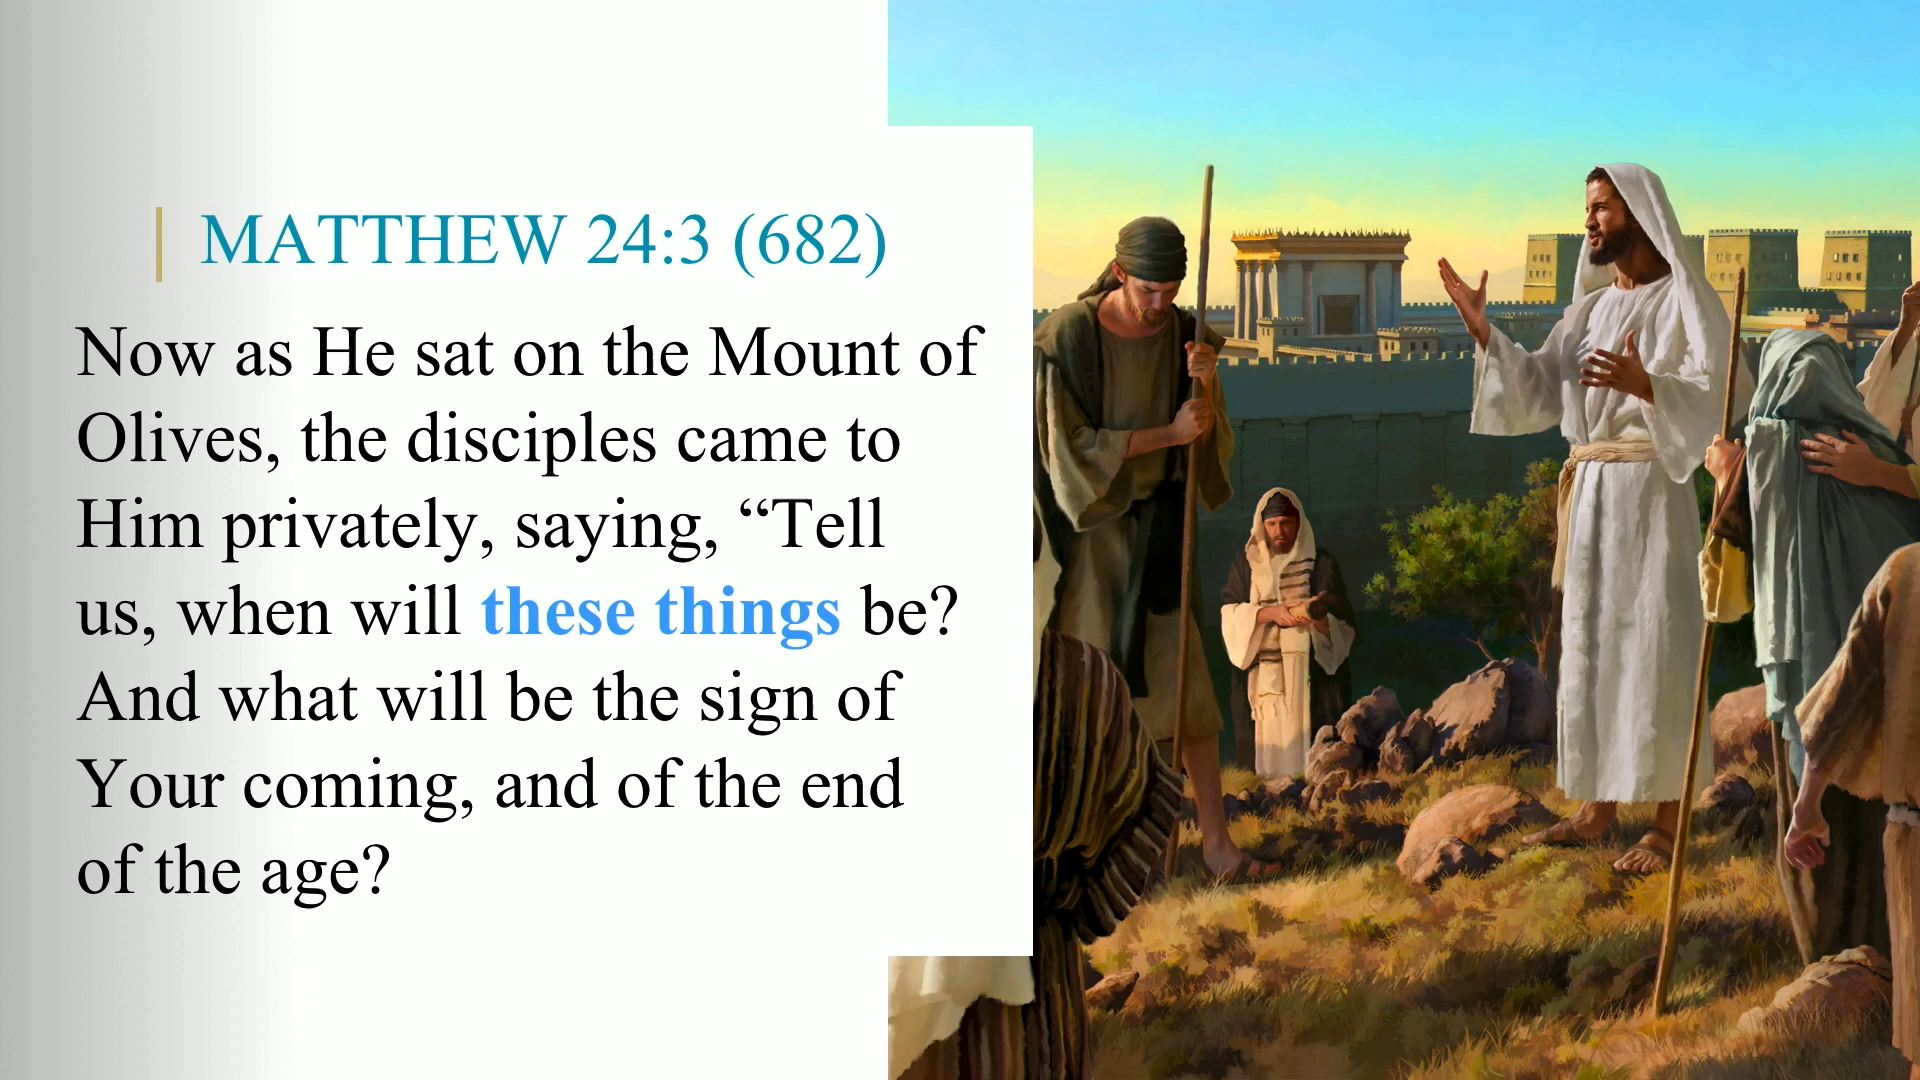 MATTHEW 24:3 (682)
Now as He sat on the Mount of
Olives, the disciples came to
Him privately, saying, “Tell
us, when will these things be?
And what will be the sign of
Your coming, and of the end
of the age?